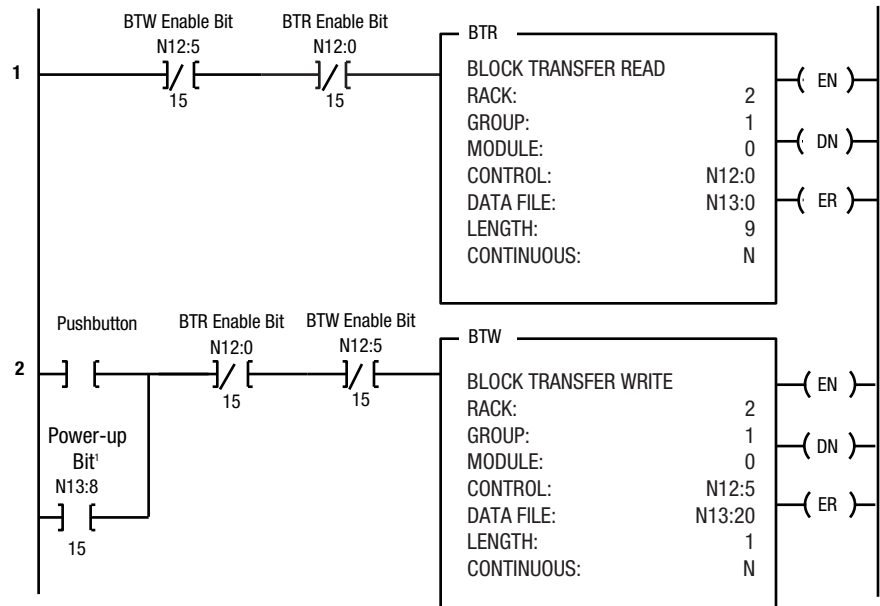 BTW Enable Bit BTR Enable Bit
N12:5 N12:0
15 15
1
BTR
BLOCK TRANSFER READ
RACK: 2
GROUP: 1
MODULE: 0
CONTROL: N12:0
DATA FILE: N13:0
LENGTH: 9
CONTINUOUS: N
EN
DN
ER
Pushbutton BTR Enable Bit BTW Enable Bit
N12:0 N12:5
15 15
2
Power-up
Bit¹
N13:8
15
BTW
BLOCK TRANSFER WRITE
RACK: 2
GROUP: 1
MODULE: 0
CONTROL: N12:5
DATA FILE: N13:20
LENGTH: 1
CONTINUOUS: N
EN
DN
ER